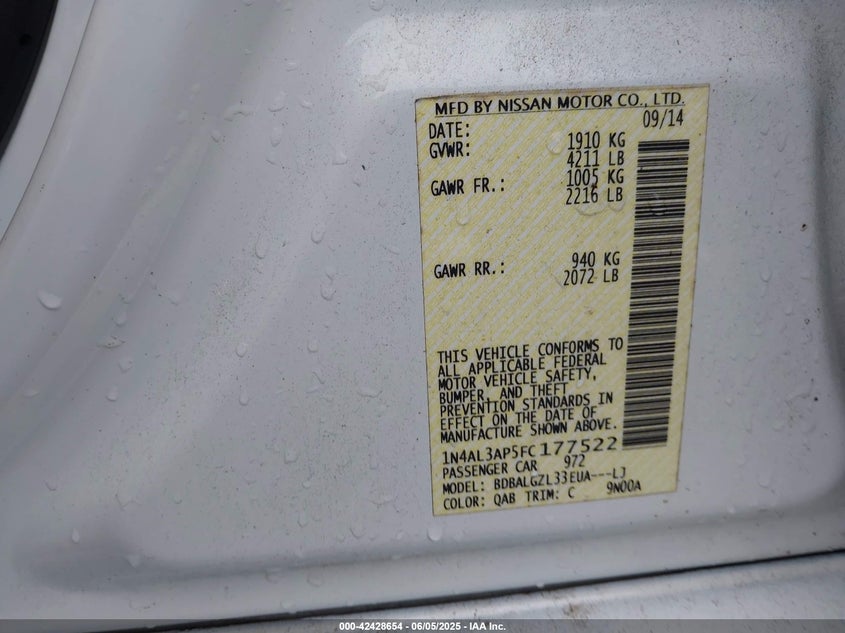 MFD BY NISSAN MOTOR CO., LTD.
DATE: 09/14
GVWR: 1910 KG
4211 LB
GAWR FR.: 1005 KG
2216 LB
GAWR RR.: 940 KG
2072 LB
THIS VEHICLE CONFORMS TO
ALL APPLICABLE FEDERAL
MOTOR VEHICLE SAFETY,
BUMPER, AND THEFT
PREVENTION STANDARDS IN
EFFECT ON THE DATE OF
MANUFACTURE SHOWN ABOVE.
1N4AL3AP5FC177522
PASSENGER CAR 972
MODEL: BDBALGZL33EUA---LJ
COLOR: QAB TRIM: C 9N00A
000-42428654 - 06/05/2025 - IAA Inc.